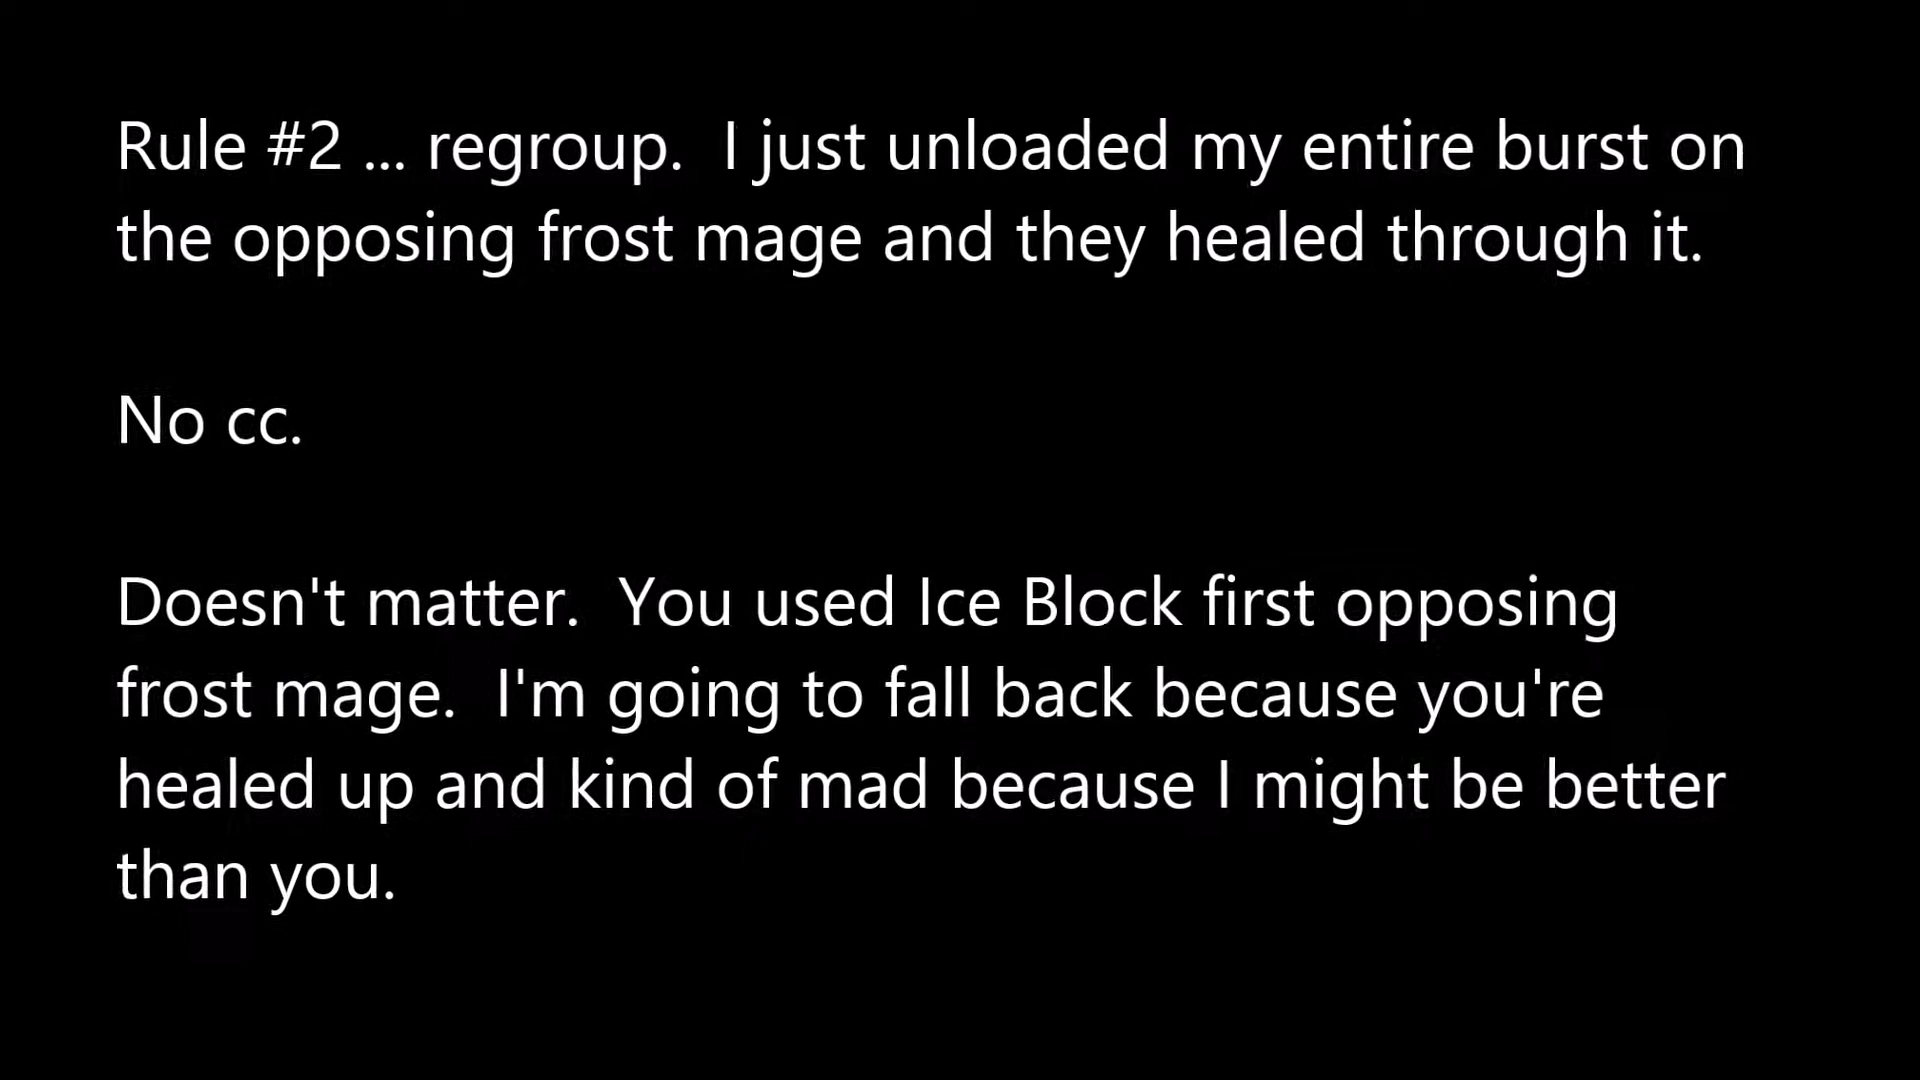 Rule #2 ... regroup.  I just unloaded my entire burst on
the opposing frost mage and they healed through it.
No cc.
Doesn't matter.  You used Ice Block first opposing
frost mage.  I'm going to fall back because you're
healed up and kind of mad because I might be better
than you.